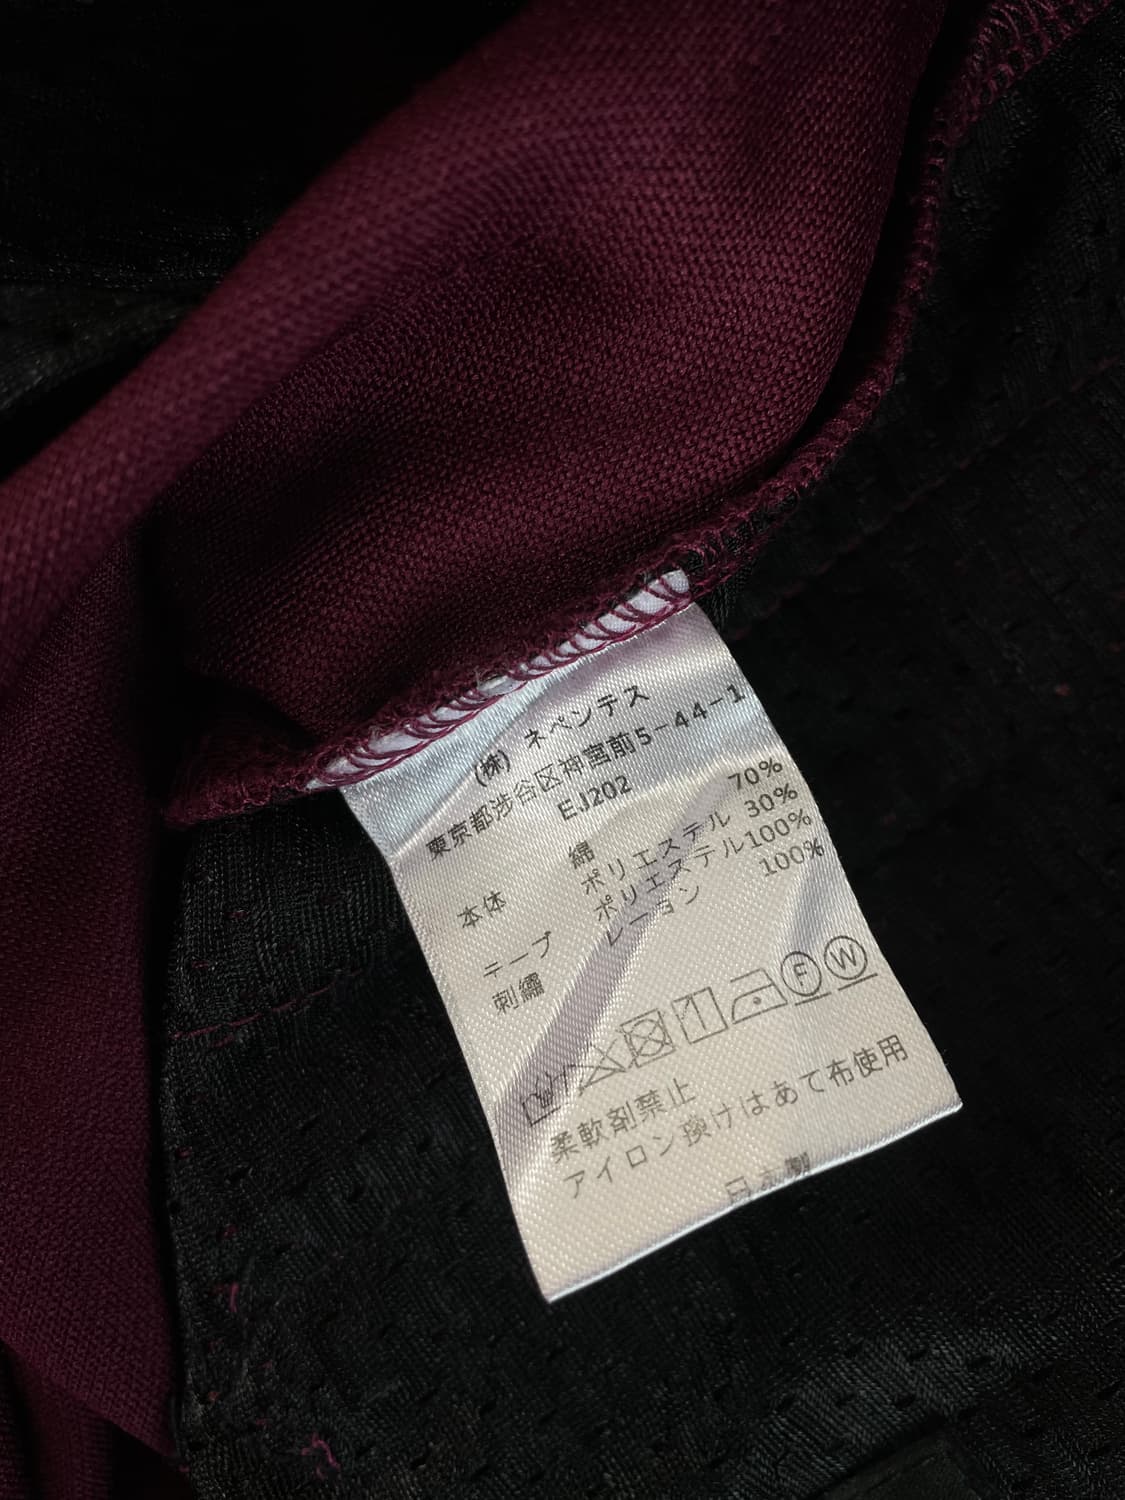 (株) ネペンテス
東京都渋谷区神宮前5-44-1
EJ202
本体 綿 70%
ポリエステル 30%
テープ ポリエステル100%
刺繍 レーヨン 100%
F W
柔軟剤禁止
アイロン掛けはあて布使用
日本製